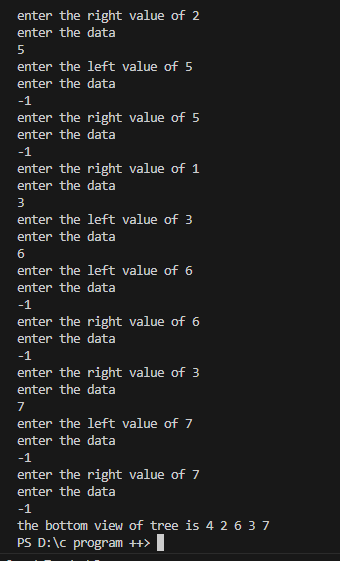 enter the right value of 2
enter the data
5
enter the left value of 5
enter the data
-1
enter the right value of 5
enter the data
-1
enter the right value of 1
enter the data
3
enter the left value of 3
enter the data
6
enter the left value of 6
enter the data
-1
enter the right value of 6
enter the data
-1
enter the right value of 3
enter the data
7
enter the left value of 7
enter the data
-1
enter the right value of 7
enter the data
-1
the bottom view of tree is 4 2 6 3 7
PS D:\c program ++>